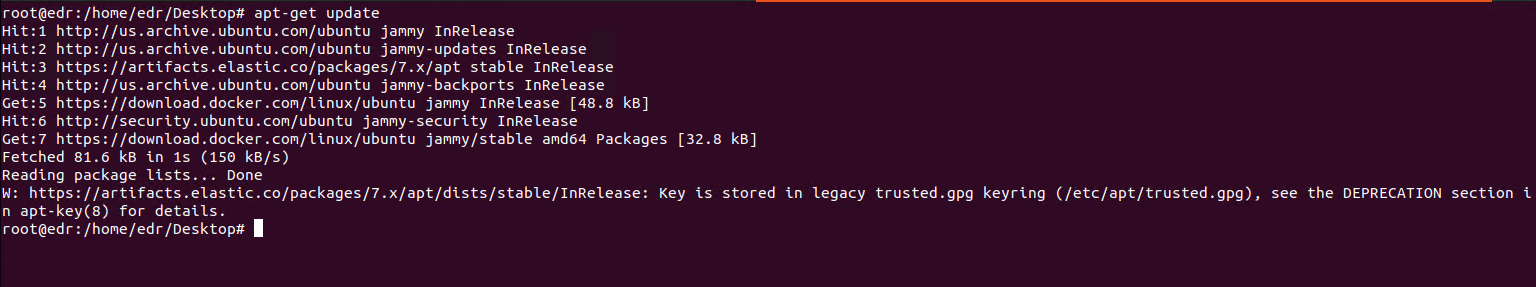 root@edr:/home/edr/Desktop# apt-get update
Hit:1 http://us.archive.ubuntu.com/ubuntu jammy InRelease
Hit:2 http://us.archive.ubuntu.com/ubuntu jammy-updates InRelease
Hit:3 https://artifacts.elastic.co/packages/7.x/apt stable InRelease
Hit:4 http://us.archive.ubuntu.com/ubuntu jammy-backports InRelease
Get:5 https://download.docker.com/linux/ubuntu jammy InRelease [48.8 kB]
Hit:6 http://security.ubuntu.com/ubuntu jammy-security InRelease
Get:7 https://download.docker.com/linux/ubuntu jammy/stable amd64 Packages [32.8 kB]
Fetched 81.6 kB in 1s (150 kB/s)
Reading package lists... Done
W: https://artifacts.elastic.co/packages/7.x/apt/dists/stable/InRelease: Key is stored in legacy trusted.gpg keyring (/etc/apt/trusted.gpg), see the DEPRECATION section i
n apt-key(8) for details.
root@edr:/home/edr/Desktop#